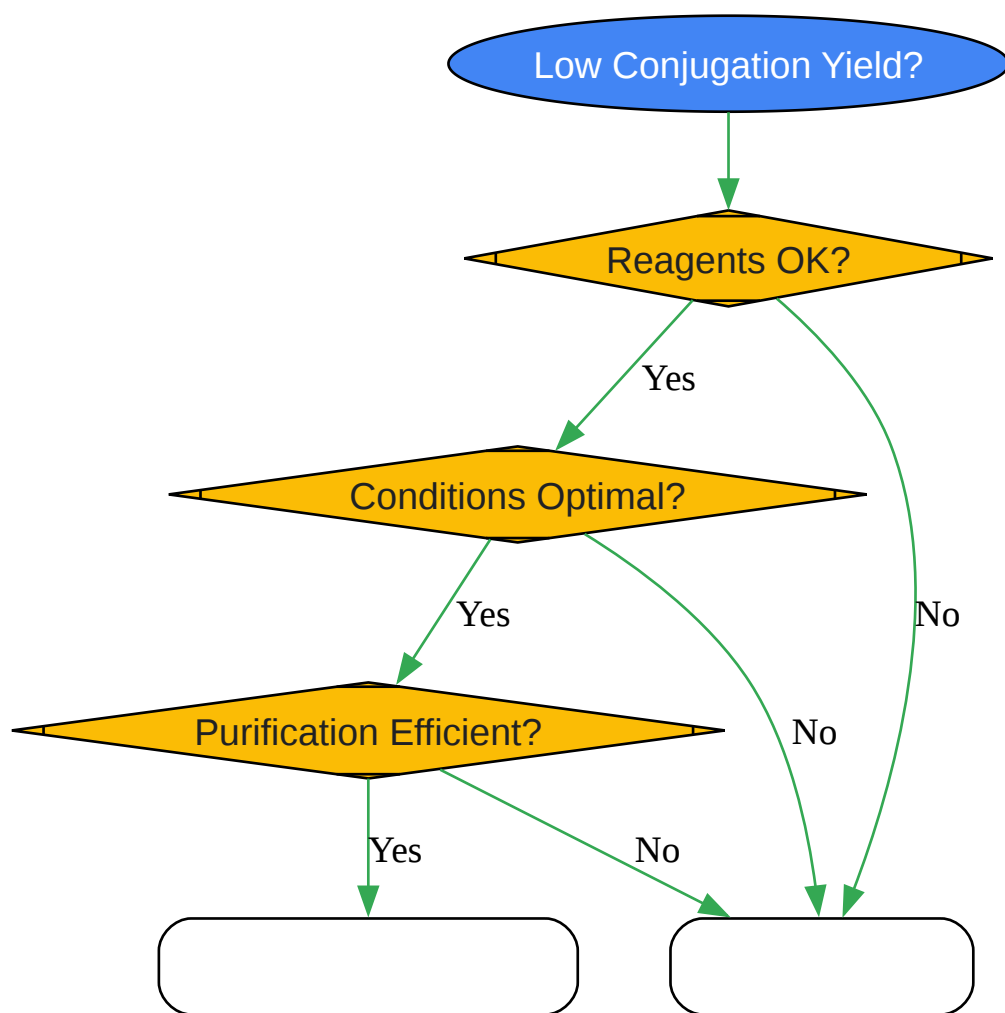 Low Conjugation Yield?
Reagents OK?
Yes
Conditions Optimal?
Yes
No
Purification Efficient?
No
Yes
No